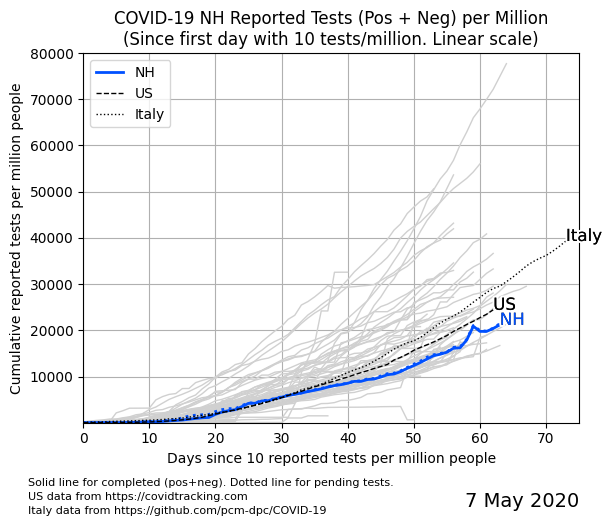 COVID-19 NH Reported Tests (Pos + Neg) per Million
(Since first day with 10 tests/million. Linear scale)
Cumulative reported tests per million people
80000
70000
60000
50000
40000
30000
20000
10000
NH
US
Italy
Italy
US
NH
0 10 20 30 40 50 60 70
Days since 10 reported tests per million people
Solid line for completed (pos+neg). Dotted line for pending tests.
US data from https://covidtracking.com
Italy data from https://github.com/pcm-dpc/COVID-19
7 May 2020